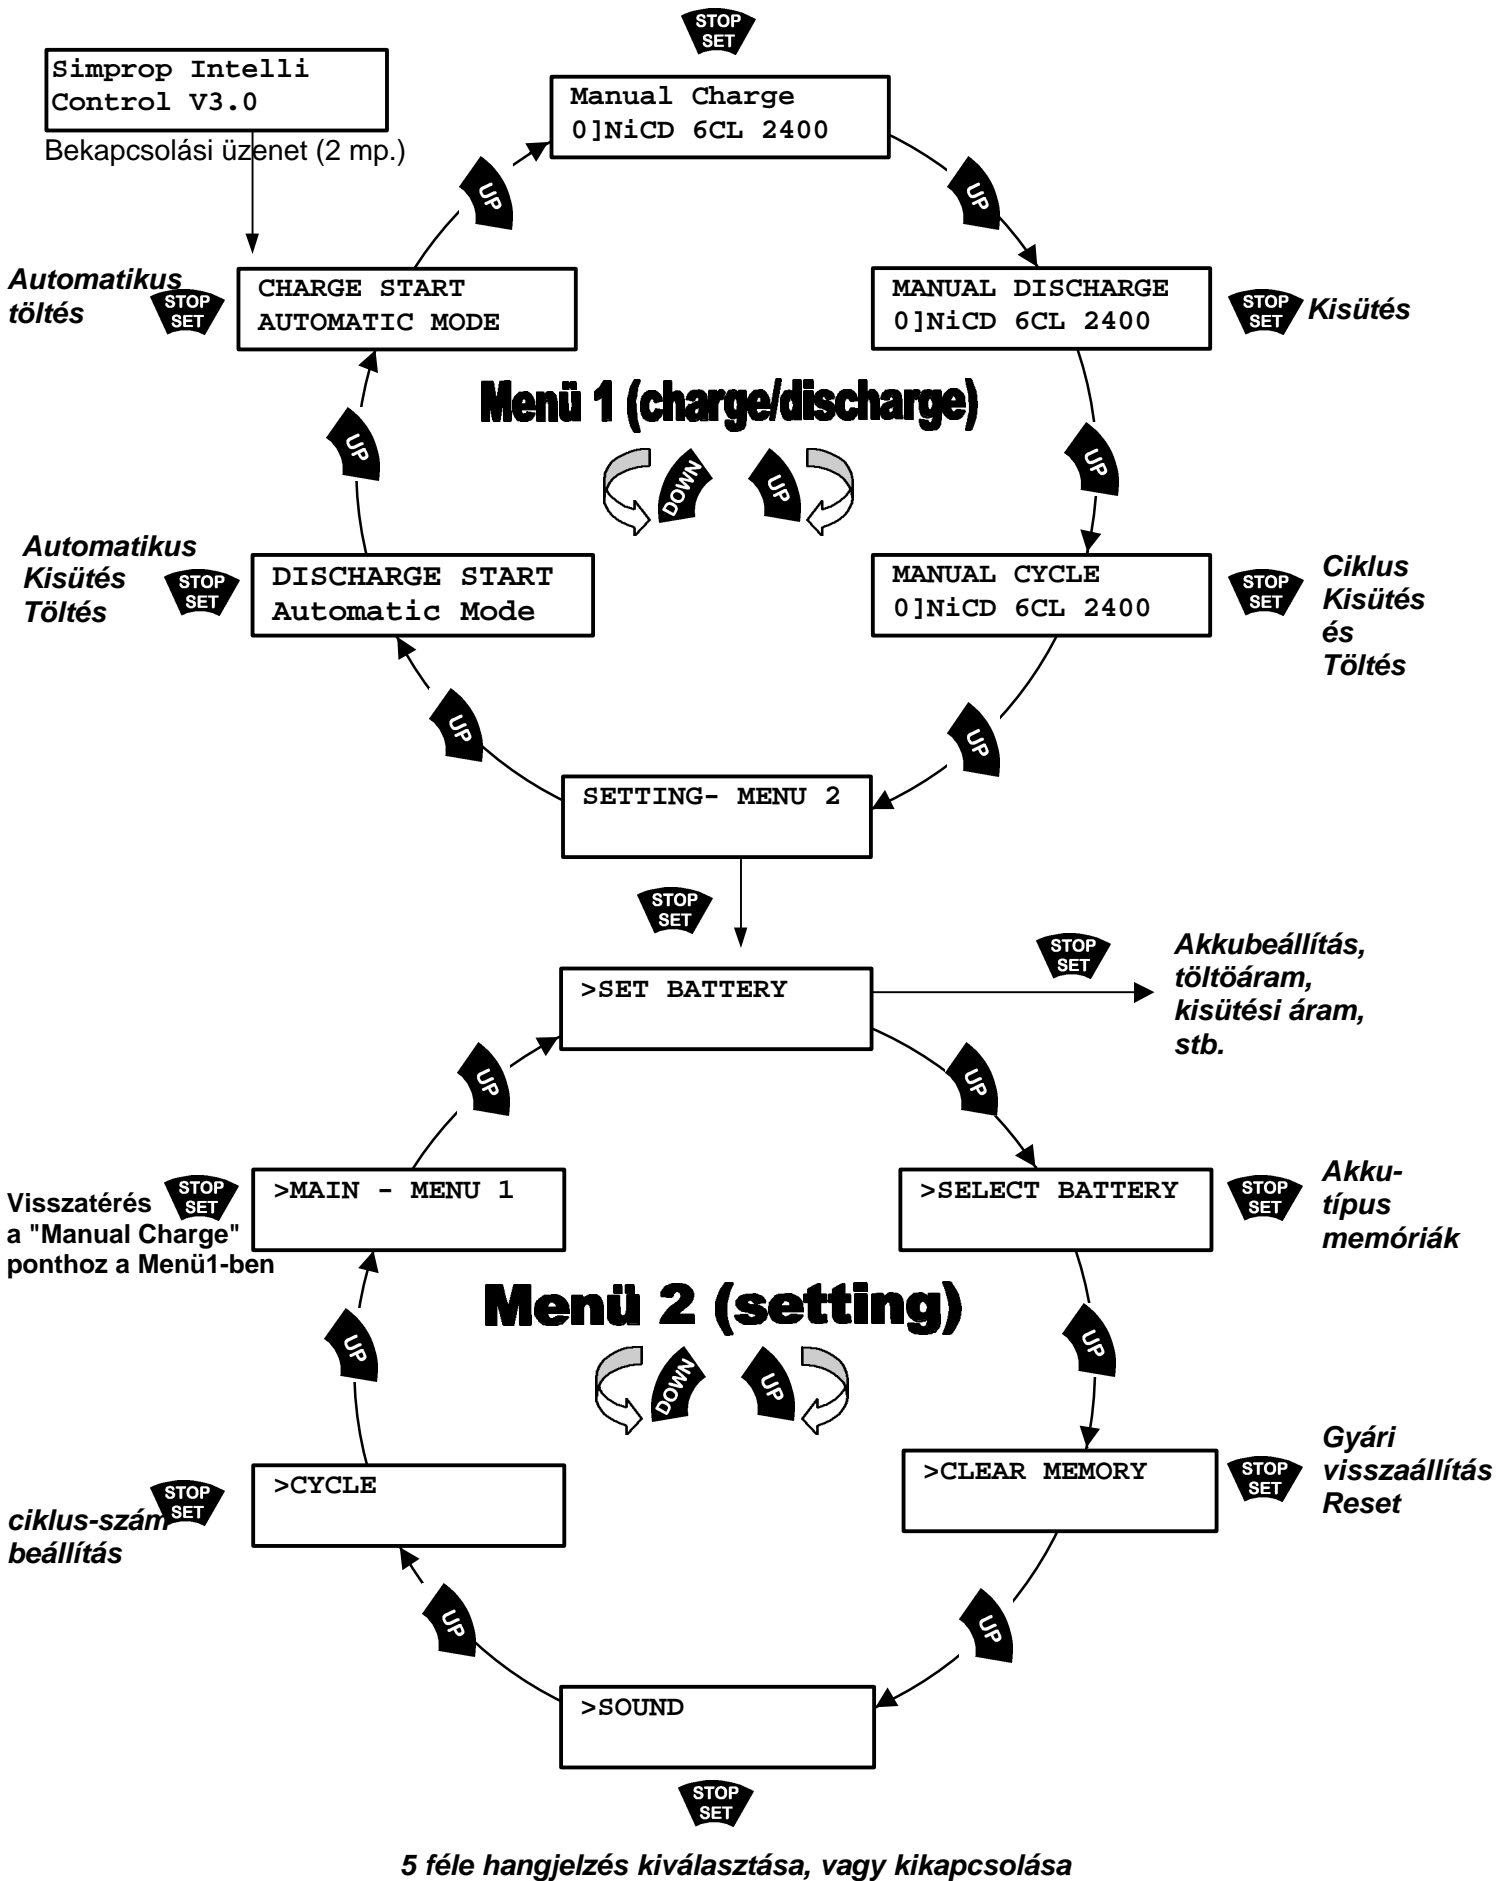 STOP
SET
Simprop Intelli
Control V3.0
Bekapcsolási üzenet (2 mp.)
Manual Charge
0]NiCD 6CL 2400
UP
UP
Automatikus
töltés
STOP
SET
CHARGE START
AUTOMATIC MODE
MANUAL DISCHARGE
0]NiCD 6CL 2400
STOP
SET
Kisütés
Menü 1 (charge/discharge)
UP
DOWN
UP
UP
Automatikus
Kisütés
Töltés
STOP
SET
DISCHARGE START
Automatic Mode
MANUAL CYCLE
0]NiCD 6CL 2400
STOP
SET
Ciklus
Kisütés
és
Töltés
UP
UP
SETTING- MENU 2
STOP
SET
>SET BATTERY
STOP
SET
Akkubeállítás,
töltöáram,
kisütési áram,
stb.
UP
UP
Visszatérés
a "Manual Charge"
ponthoz a Menü1-ben
STOP
SET
>MAIN - MENU 1
>SELECT BATTERY
STOP
SET
Akku-
típus
memóriák
Menü 2 (setting)
UP
DOWN
UP
UP
ciklus-szám
beállítás
STOP
SET
>CYCLE
>CLEAR MEMORY
STOP
SET
Gyári
visszaállítás
Reset
UP
UP
>SOUND
STOP
SET
5 féle hangjelzés kiválasztása, vagy kikapcsolása